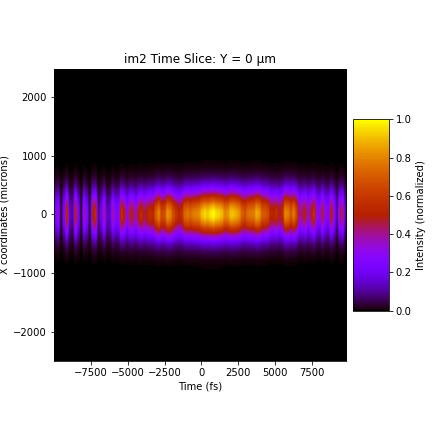 im2 Time Slice: Y = 0 μm
2000
1000
0
−1000
−2000
X coordinates (microns)
−7500 −5000 −2500 0 2500 5000 7500
Time (fs)
1.0
0.8
0.6
0.4
0.2
0.0
Intensity (normalized)